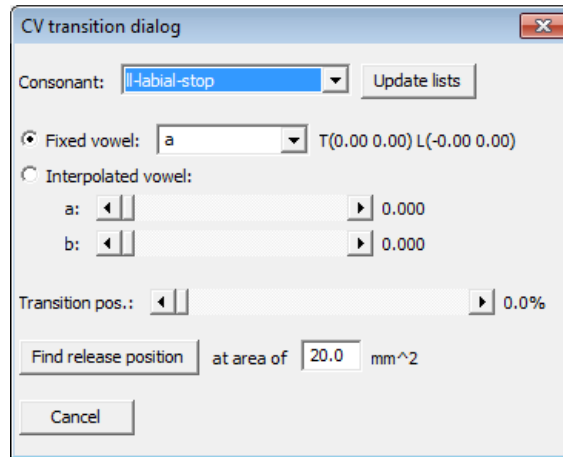 CV transition dialog
Consonant: ll-labial-stop Update lists
Fixed vowel: a T(0.00 0.00) L(-0.00 0.00)
Interpolated vowel:
a: 0.000
b: 0.000
Transition pos.: 0.0%
Find release position at area of 20.0 mm^2
Cancel